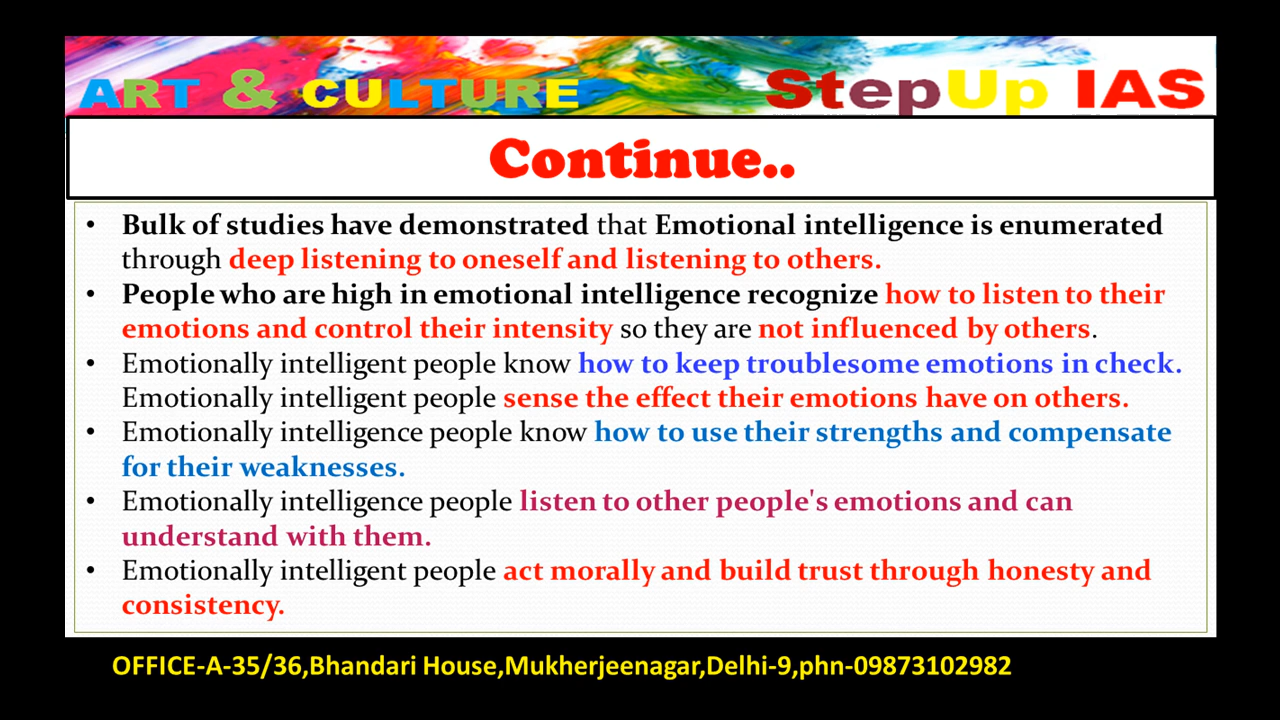 ART & CULTURE StepUp IAS
Continue..
• Bulk of studies have demonstrated that Emotional intelligence is enumerated
through deep listening to oneself and listening to others.
• People who are high in emotional intelligence recognize how to listen to their
emotions and control their intensity so they are not influenced by others.
• Emotionally intelligent people know how to keep troublesome emotions in check.
Emotionally intelligent people sense the effect their emotions have on others.
• Emotionally intelligence people know how to use their strengths and compensate
for their weaknesses.
• Emotionally intelligence people listen to other people's emotions and can
understand with them.
• Emotionally intelligent people act morally and build trust through honesty and
consistency.
OFFICE-A-35/36,Bhandari House,Mukherjeenagar,Delhi-9,phn-09873102982